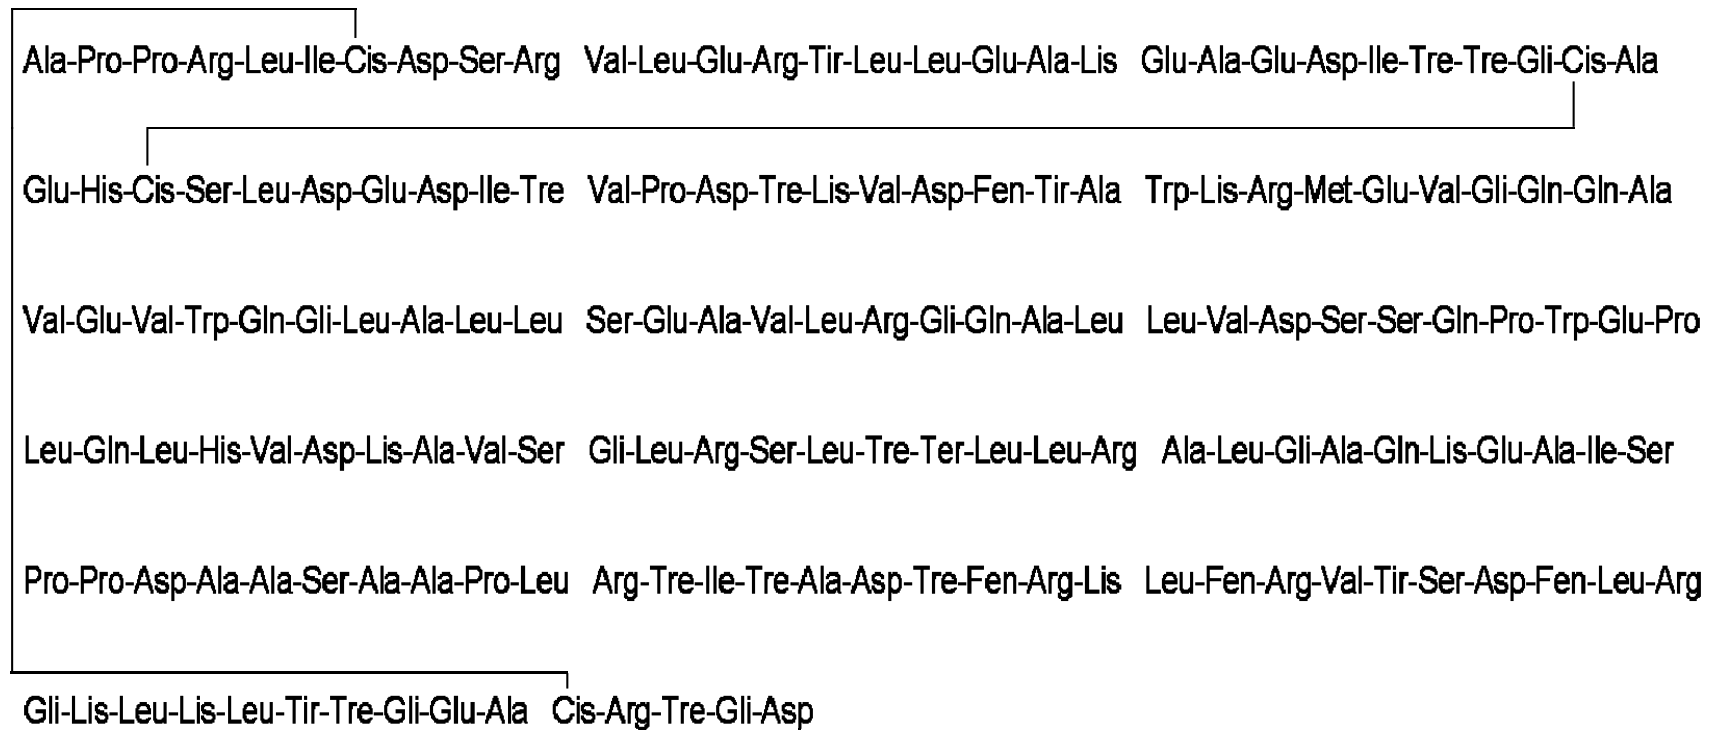 Ala-Pro-Pro-Arg-Leu-Ile-Cis-Asp-Ser-Arg Val-Leu-Glu-Arg-Tir-Leu-Leu-Glu-Ala-Lis Glu-Ala-Glu-Asp-Ile-Tre-Tre-Gli-Cis-Ala
Glu-His-Cis-Ser-Leu-Asp-Glu-Asp-Ile-Tre Val-Pro-Asp-Tre-Lis-Val-Asp-Fen-Tir-Ala Trp-Lis-Arg-Met-Glu-Val-Gli-Gln-Gln-Ala
Val-Glu-Val-Trp-Gln-Gli-Leu-Ala-Leu-Leu Ser-Glu-Ala-Val-Leu-Arg-Gli-Gln-Ala-Leu Leu-Val-Asp-Ser-Ser-Gln-Pro-Trp-Glu-Pro
Leu-Gln-Leu-His-Val-Asp-Lis-Ala-Val-Ser Gli-Leu-Arg-Ser-Leu-Tre-Ter-Leu-Leu-Arg Ala-Leu-Gli-Ala-Gln-Lis-Glu-Ala-Ile-Ser
Pro-Pro-Asp-Ala-Ala-Ser-Ala-Ala-Pro-Leu Arg-Tre-Ile-Tre-Ala-Asp-Tre-Fen-Arg-Lis Leu-Fen-Arg-Val-Tir-Ser-Asp-Fen-Leu-Arg
Gli-Lis-Leu-Lis-Leu-Tir-Tre-Gli-Glu-Ala Cis-Arg-Tre-Gli-Asp